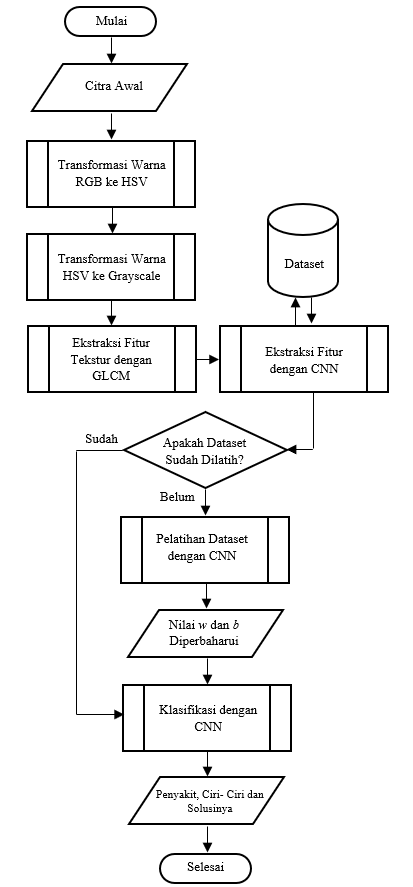 Mulai
Citra Awal
Transformasi Warna
RGB ke HSV
Transformasi Warna
HSV ke Grayscale
Dataset
Ekstraksi Fitur
Tekstur dengan
GLCM
Ekstraksi Fitur
dengan CNN
Sudah
Apakah Dataset
Sudah Dilatih?
Belum
Pelatihan Dataset
dengan CNN
Nilai w dan b
Diperbaharui
Klasifikasi dengan
CNN
Penyakit, Ciri- Ciri dan
Solusinya
Selesai